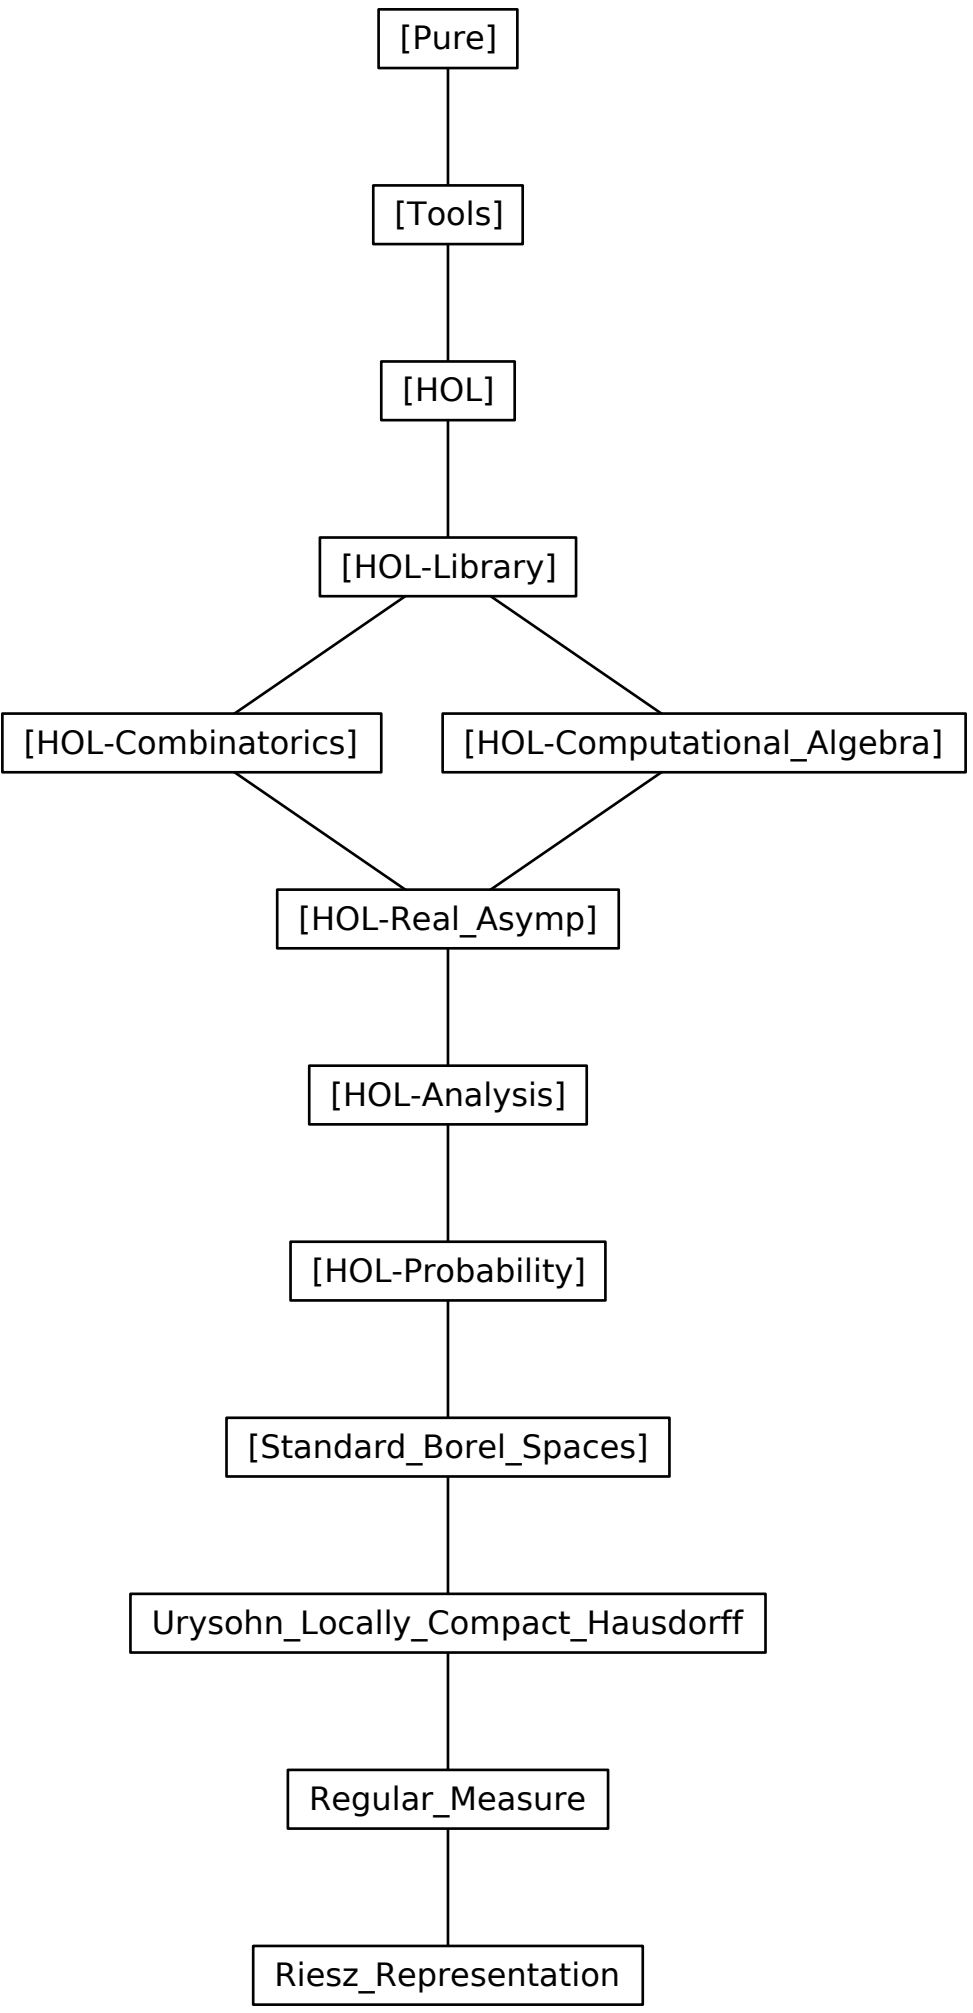 [Pure]
[Tools]
[HOL]
[HOL-Library]
[HOL-Combinatorics]
[HOL-Computational_Algebra]
[HOL-Real_Asymp]
[HOL-Analysis]
[HOL-Probability]
[Standard_Borel_Spaces]
Urysohn_Locally_Compact_Hausdorff
Regular_Measure
Riesz_Representation